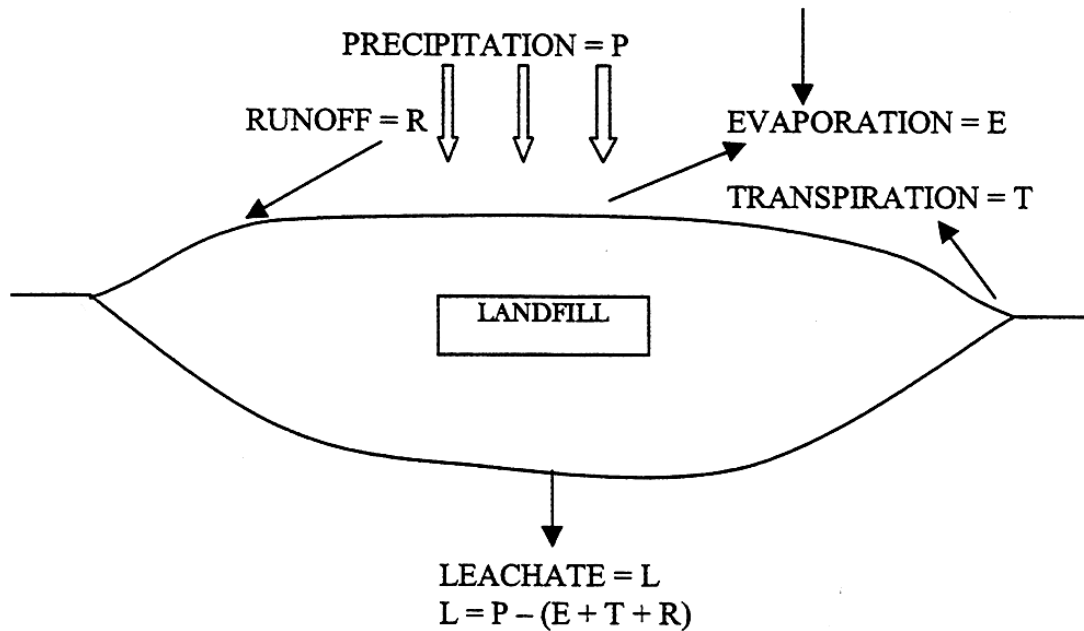 PRECIPITATION = P
RUNOFF = R
EVAPORATION = E
TRANSPIRATION = T
LANDFILL
LEACHATE = L
L = P – (E + T + R)